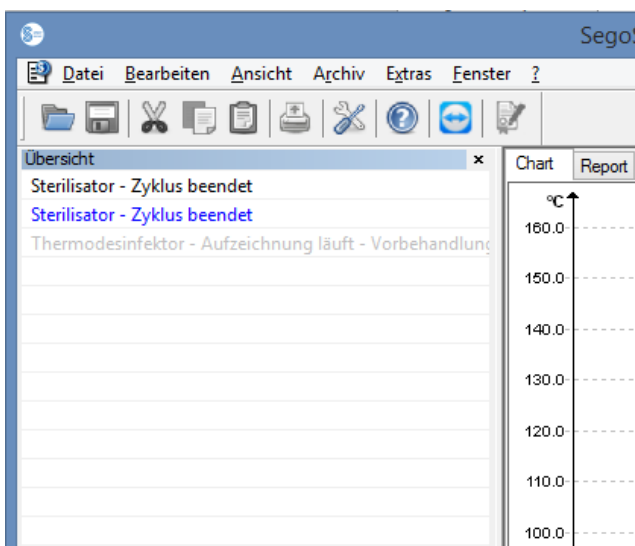 Sego
Datei Bearbeiten Ansicht Archiv Extras Fenster ?
Übersicht
Sterilisator - Zyklus beendet
Sterilisator - Zyklus beendet
Thermodesinfektor - Aufzeichnung läuft - Vorbehandlung
Chart Report
°C
160.0
150.0
140.0
130.0
120.0
110.0
100.0